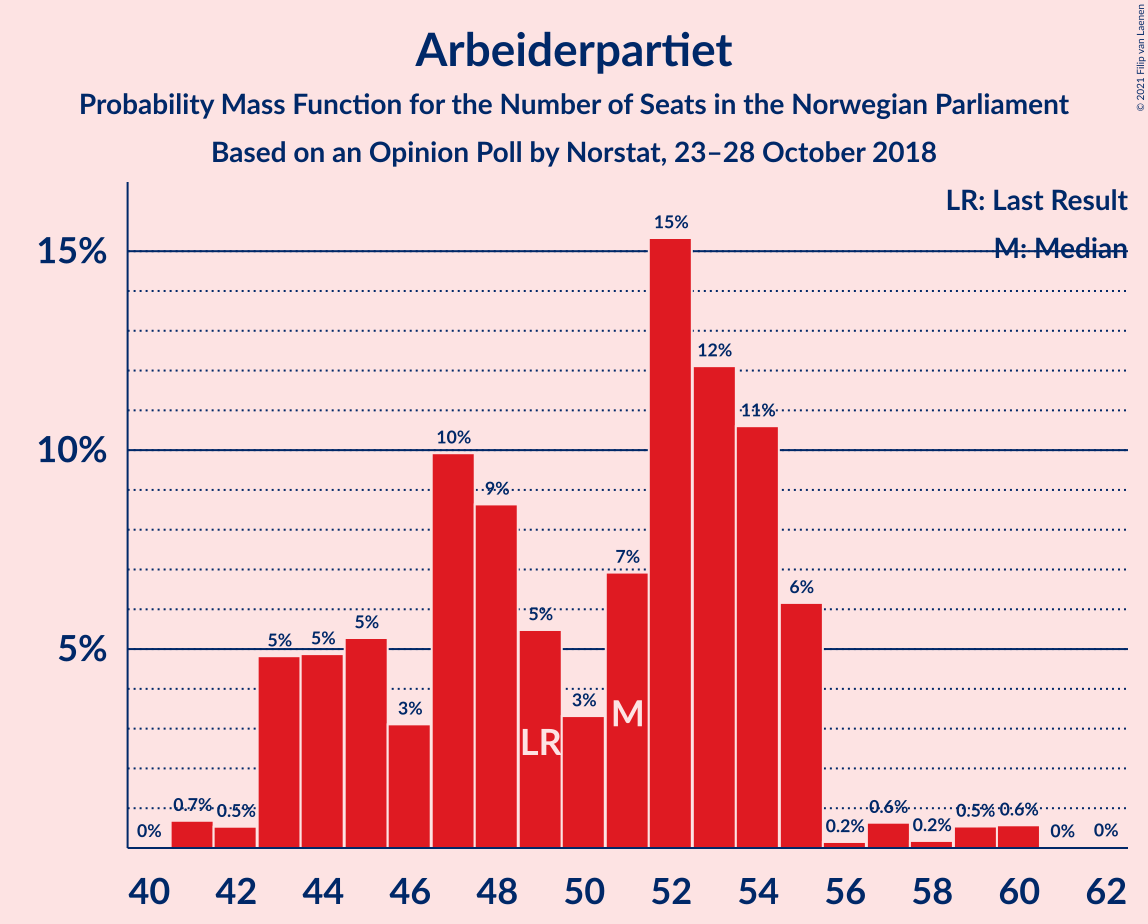 Arbeiderpartiet
Probability Mass Function for the Number of Seats in the Norwegian Parliament
Based on an Opinion Poll by Norstat, 23–28 October 2018
© 2021 Filip van Laenen
LR: Last Result
M: Median
15%
10%
5%
0%
0.7%
0.5%
5%
5%
5%
3%
10%
9%
5%
3%
7%
15%
12%
11%
6%
0.2%
0.6%
0.2%
0.5%
0.6%
0%
0%
LR
M
40 42 44 46 48 50 52 54 56 58 60 62